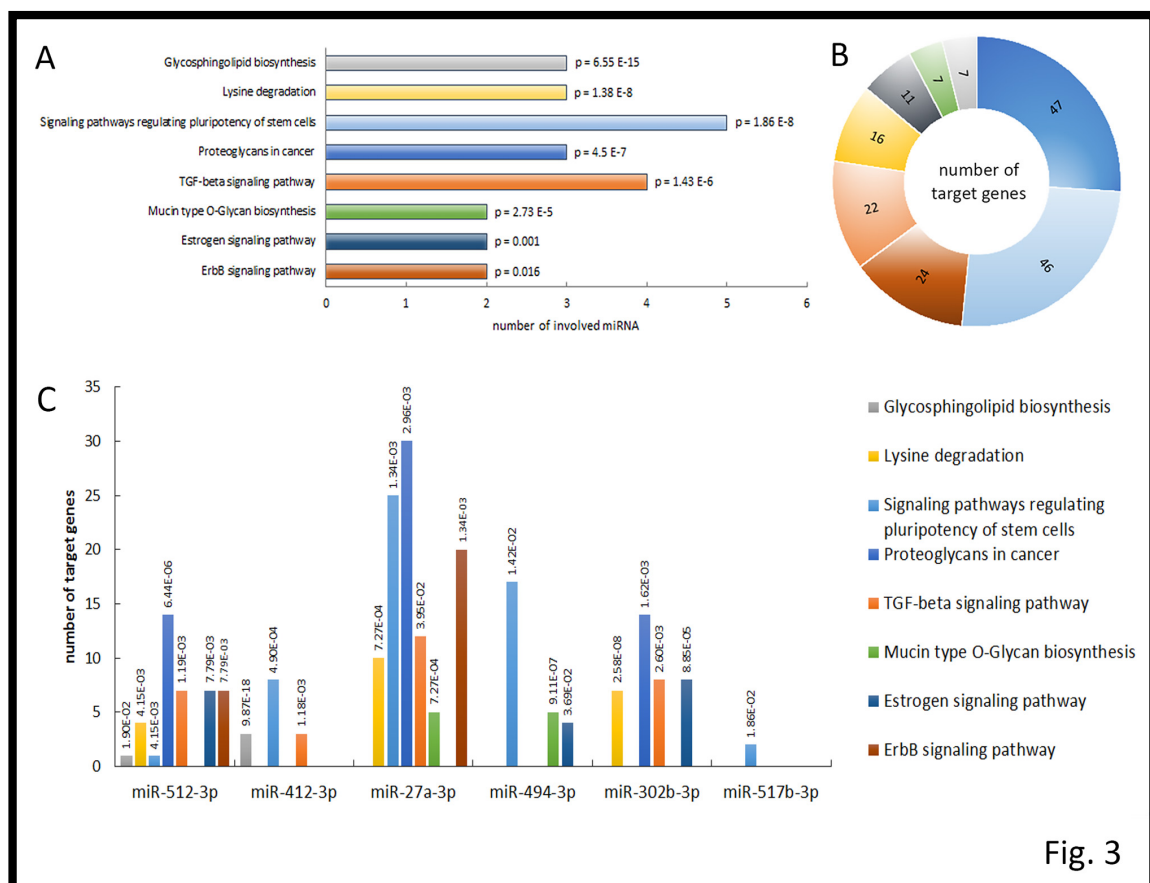 A
Glycosphingolipid biosynthesis
p = 6.55 E-15
Lysine degradation
p = 1.38 E-8
Signaling pathways regulating pluripotency of stem cells
p = 1.86 E-8
Proteoglycans in cancer
p = 4.5 E-7
TGF-beta signaling pathway
p = 1.43 E-6
Mucin type O-Glycan biosynthesis
p = 2.73 E-5
Estrogen signaling pathway
p = 0.001
ErbB signaling pathway
p = 0.016
0 1 2 3 4 5 6
number of involved miRNA
B
47
46
24
22
16
11
7
7
number of
target genes
C
number of target genes
35
30
25
20
15
10
5
0
1.90E-02
4.15E-03
4.15E-03
6.44E-06
1.19E-03
7.79E-03
7.79E-03
9.87E-18
4.90E-04
1.18E-03
7.27E-04
1.34E-03
2.96E-03
3.95E-02
7.27E-04
1.34E-03
1.42E-02
9.11E-07
3.69E-02
2.58E-08
1.62E-03
2.60E-03
8.85E-05
1.86E-02
miR-512-3p miR-412-3p miR-27a-3p miR-494-3p miR-302b-3p miR-517b-3p
Glycosphingolipid biosynthesis
Lysine degradation
Signaling pathways regulating
pluripotency of stem cells
Proteoglycans in cancer
TGF-beta signaling pathway
Mucin type O-Glycan biosynthesis
Estrogen signaling pathway
ErbB signaling pathway
Fig. 3